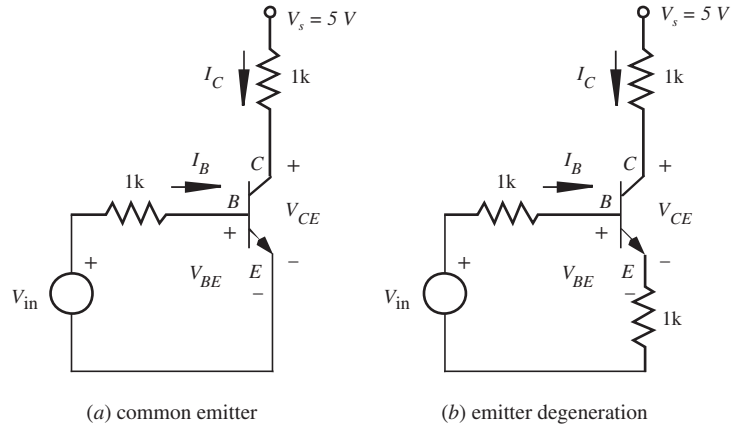 V_s = 5 V
I_C
1k
I_B
C
+
1k
B
V_CE
+
+
V_BE
E
−
−
V_in
(a) common emitter
V_s = 5 V
I_C
1k
I_B
C
+
1k
B
V_CE
+
+
V_BE
E
−
−
V_in
1k
(b) emitter degeneration